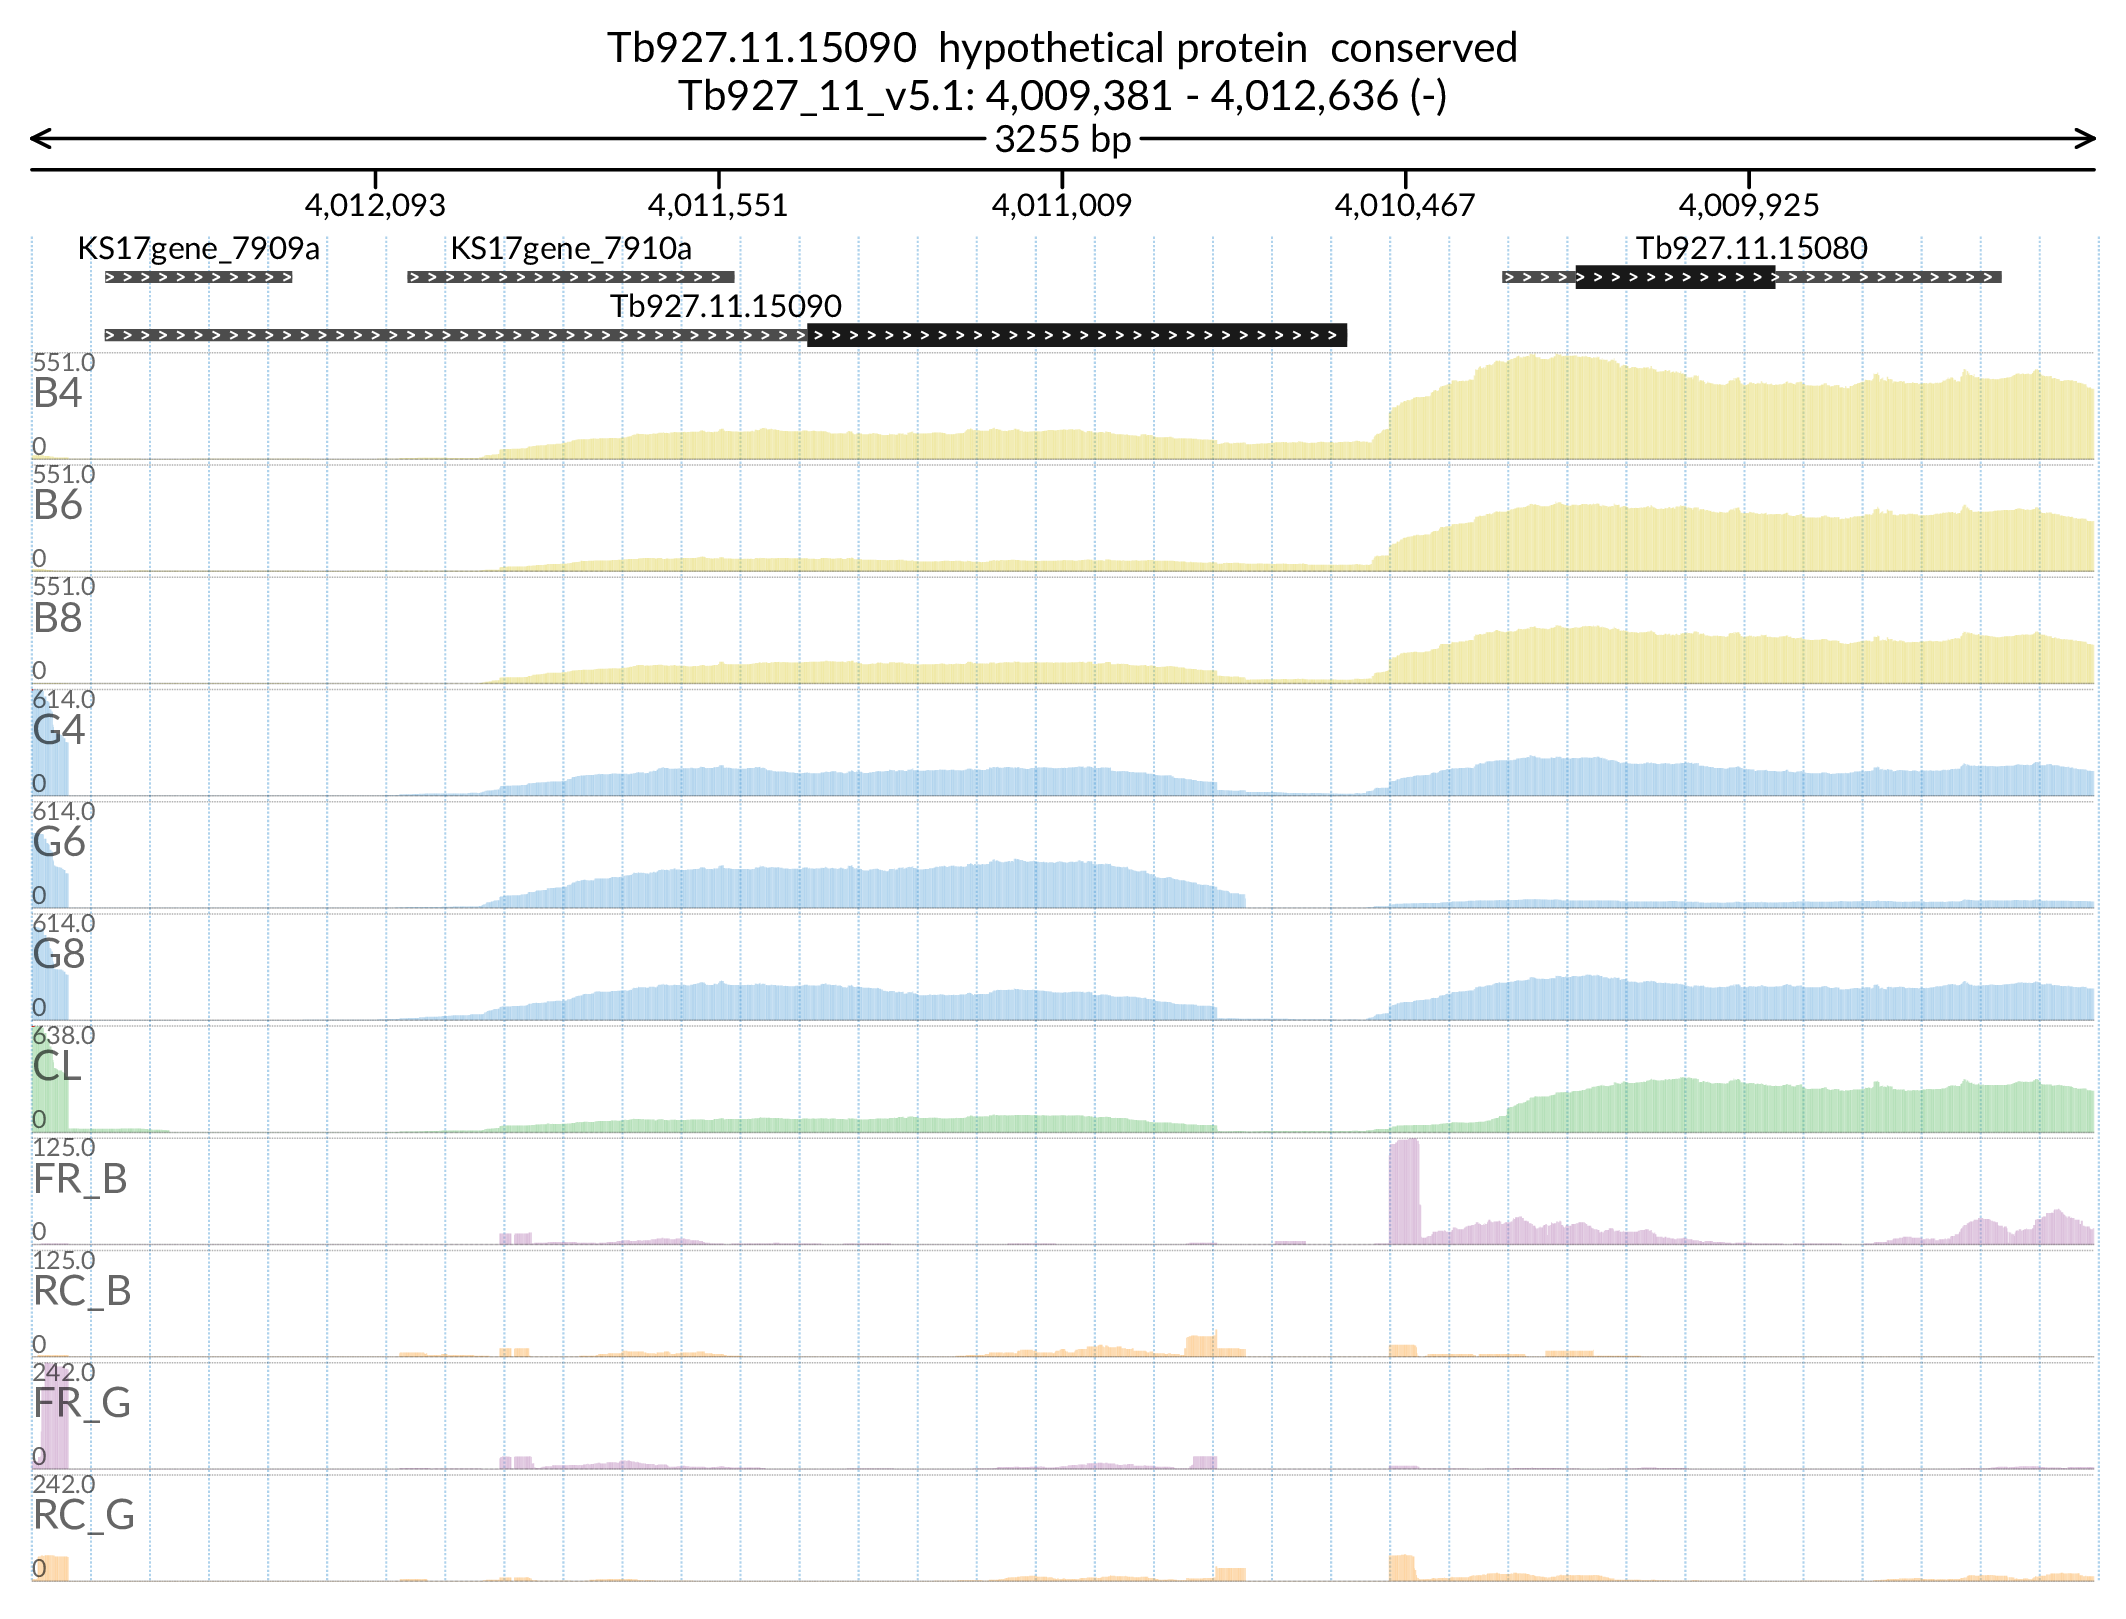 Tb927.11.15090  hypothetical protein  conserved
Tb927_11_v5.1: 4,009,381 - 4,012,636 (-)
3255 bp
4,012,093 4,011,551 4,011,009 4,010,467 4,009,925
KS17gene_7909a KS17gene_7910a Tb927.11.15080
Tb927.11.15090
551.0
B4
0
551.0
B6
0
551.0
B8
0
614.0
G4
0
614.0
G6
0
614.0
G8
0
638.0
CL
0
125.0
FR_B
0
125.0
RC_B
0
242.0
FR_G
0
242.0
RC_G
0